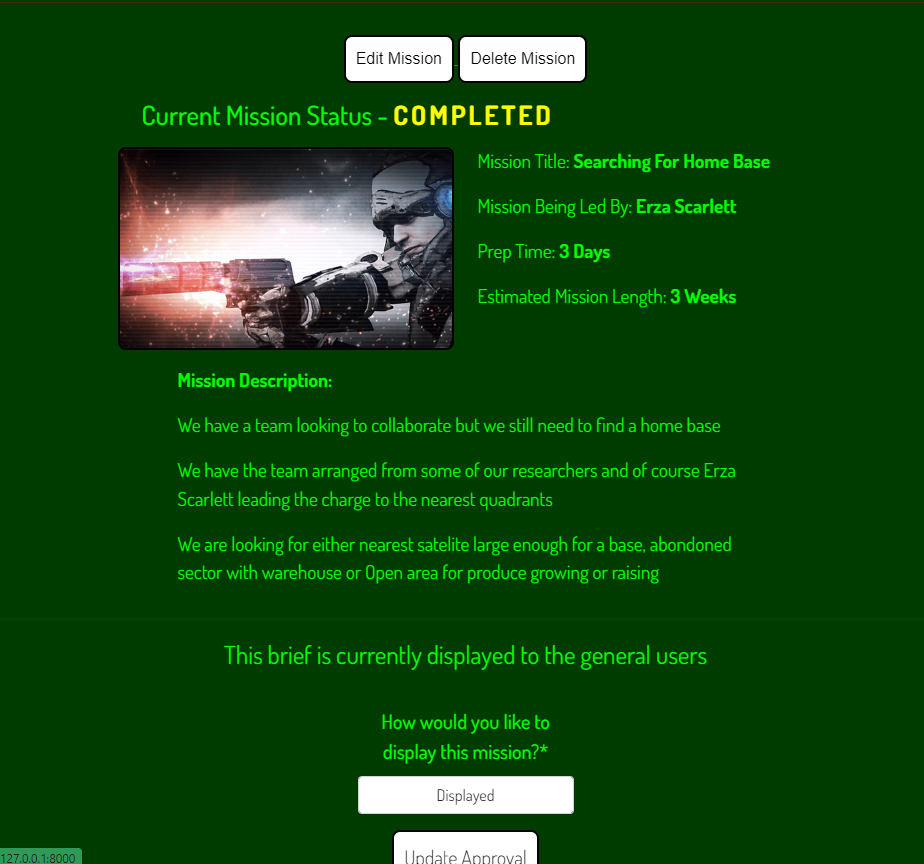 Edit Mission Delete Mission
Current Mission Status - COMPLETED
Mission Title: Searching For Home Base
Mission Being Led By: Erza Scarlett
Prep Time: 3 Days
Estimated Mission Length: 3 Weeks
Mission Description:
We have a team looking to collaborate but we still need to find a home base
We have the team arranged from some of our researchers and of course Erza
Scarlett leading the charge to the nearest quadrants
We are looking for either nearest satelite large enough for a base, abondoned
sector with warehouse or Open area for produce growing or raising
This brief is currently displayed to the general users
How would you like to
display this mission?*
Displayed
Update Approval
127.0.0.1:8000